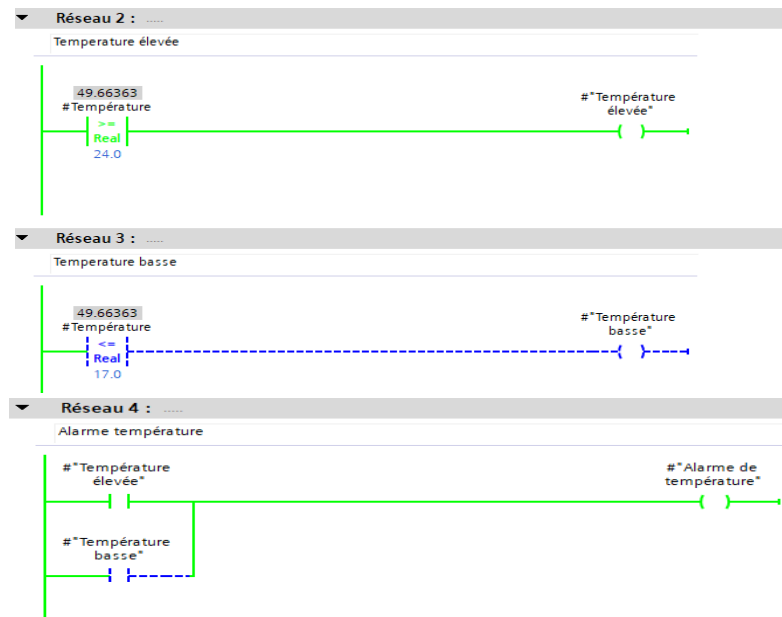 Réseau 2 : .....
Temperature élevée
49.66363
#Température
>=
Real
24.0
#"Température
élevée"
Réseau 3 : .....
Temperature basse
49.66363
#Température
<=
Real
17.0
#"Température
basse"
Réseau 4 : .....
Alarme température
#"Température
élevée"
#"Alarme de
température"
#"Température
basse"